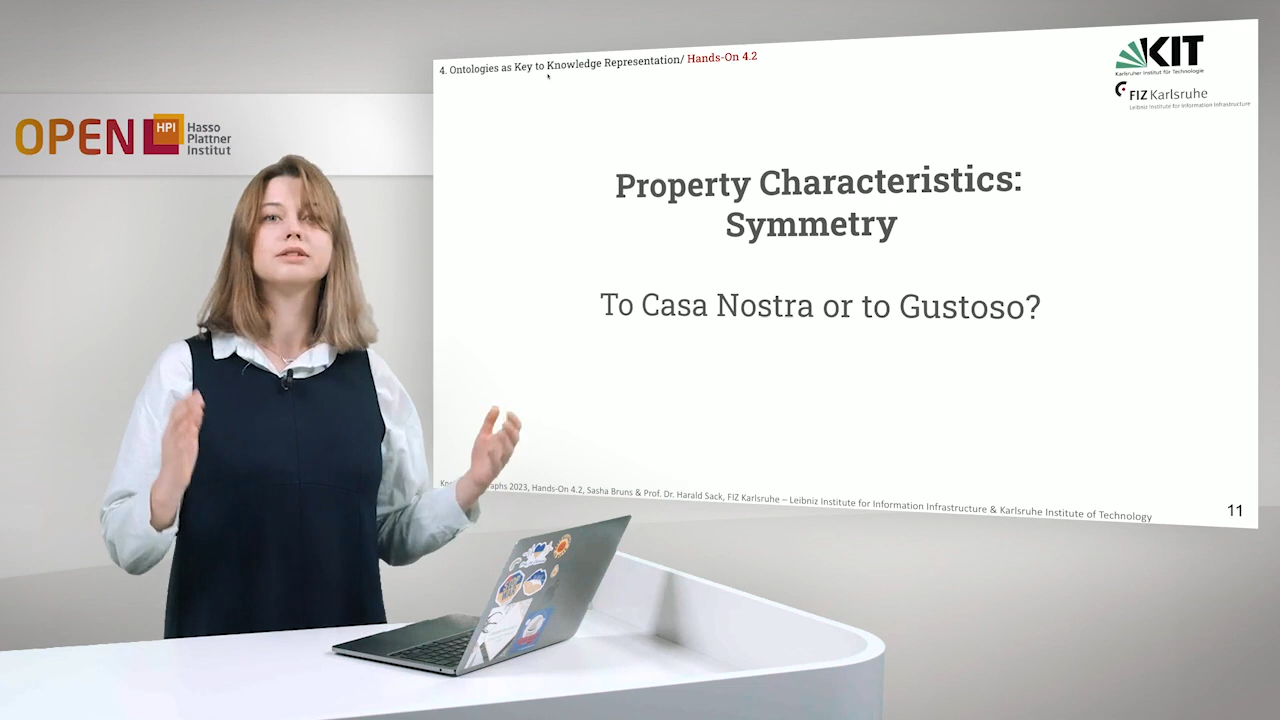 4. Ontologies as Key to Knowledge Representation/ Hands-On 4.2
KIT
Karlsruher Institut für Technologie
FIZ Karlsruhe
Leibniz Institute for Information Infrastructure
OPEN HPI
Hasso
Plattner
Institut
Property Characteristics:
Symmetry
To Casa Nostra or to Gustoso?
2023, Hands-On 4.2, Sasha Bruns & Prof. Dr. Harald Sack, FIZ Karlsruhe – Leibniz Institute for Information Infrastructure & Karlsruhe Institute of Technology
11